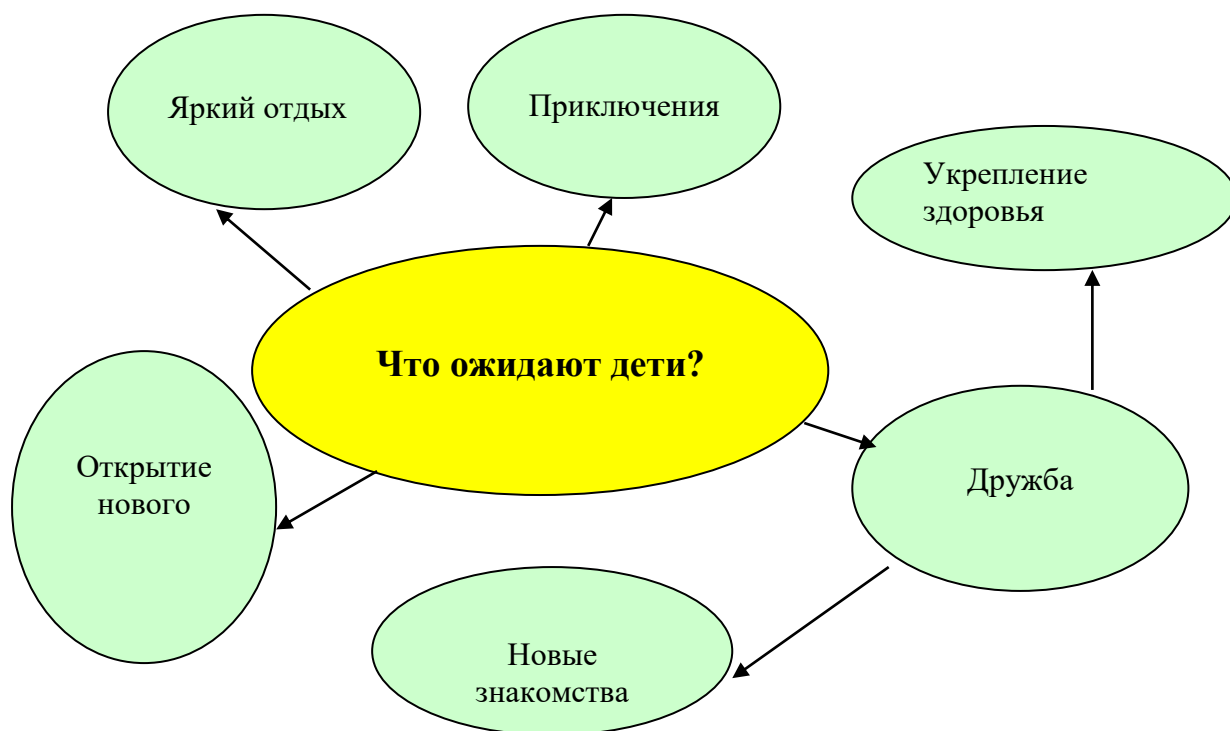 Яркий отдых
Приключения
Укрепление
здоровья
Что ожидают дети?
Открытие
нового
Дружба
Новые
знакомства